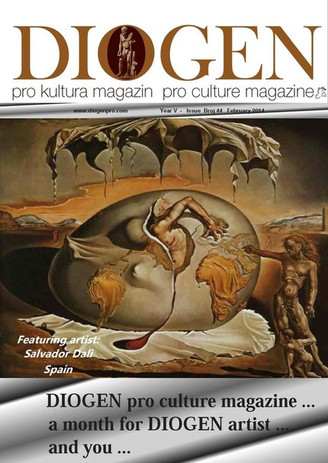 DIOGEN
pro kultura magazin pro culture magazine
www.diogenpro.com Year V - Issue Broj 44 February 2014
Featuring artist:
Salvador Dali
Spain
DIOGEN pro culture magazine ...
a month for DIOGEN artist ...
and you ...